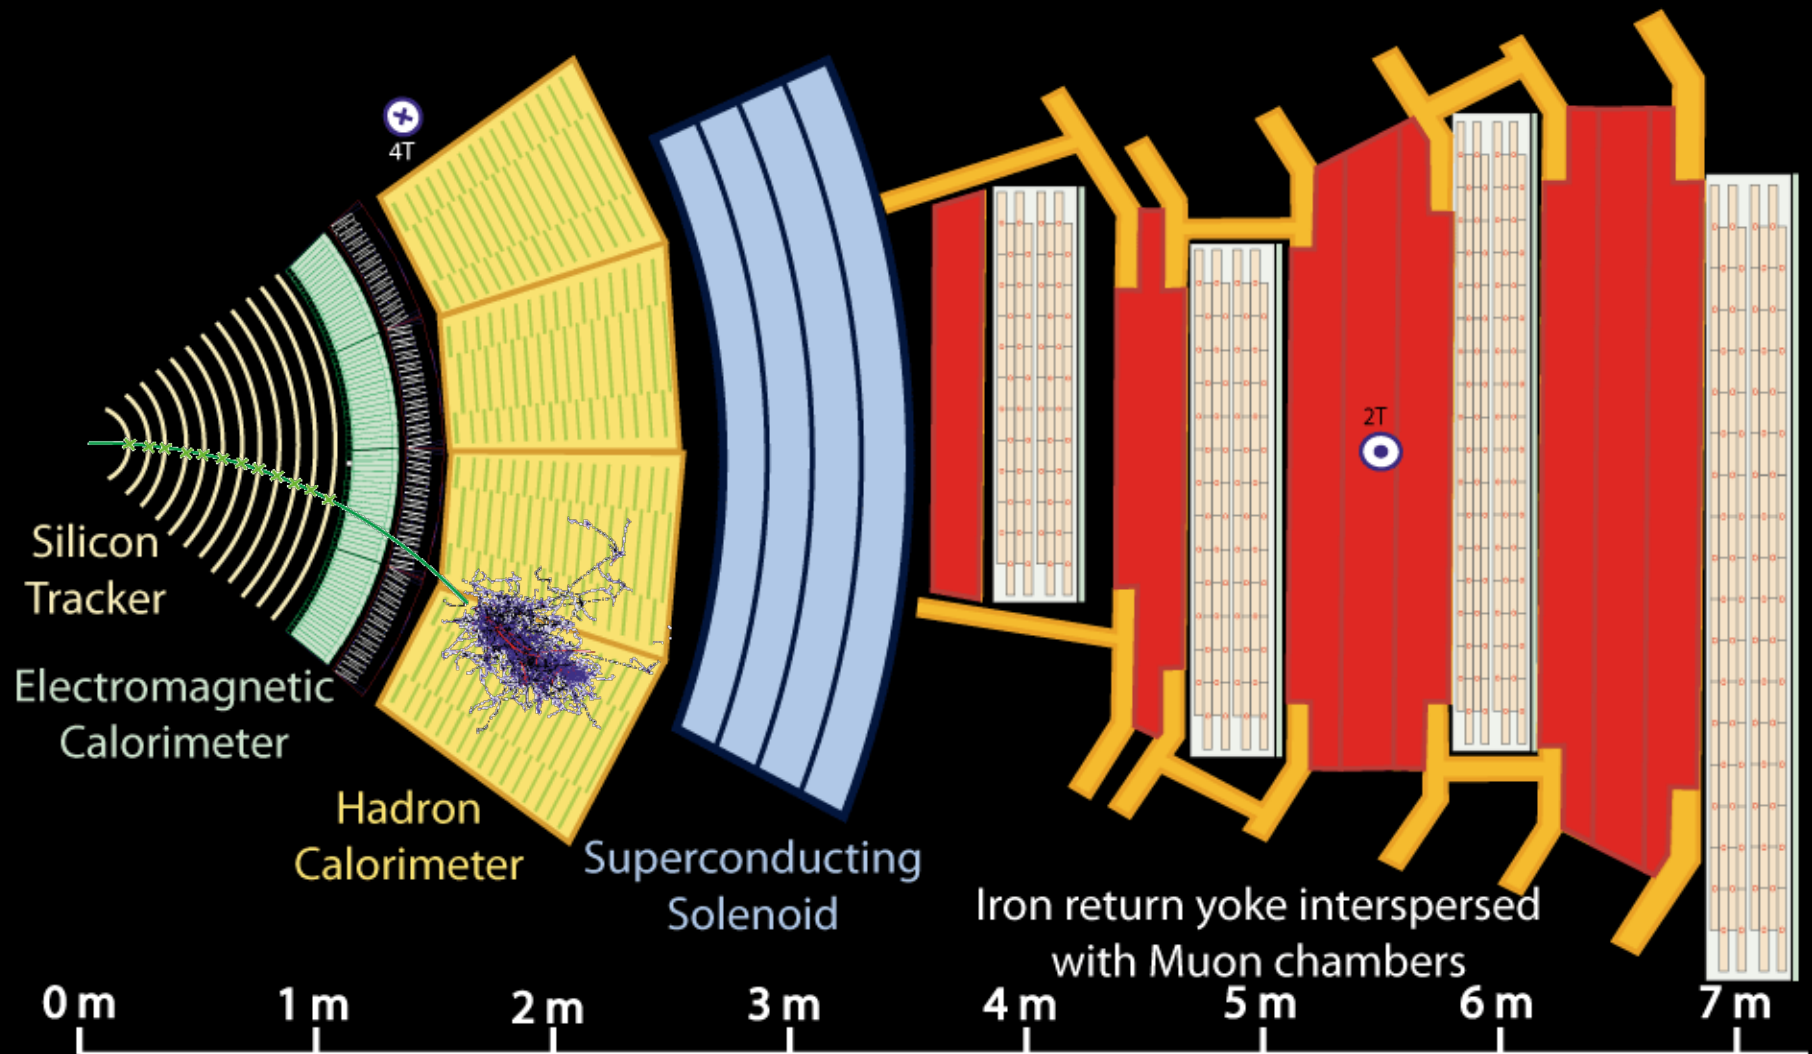 4T
2T
Silicon
Tracker
Electromagnetic
Calorimeter
Hadron
Calorimeter
Superconducting
Solenoid
Iron return yoke interspersed
with Muon chambers
0 m 1 m 2 m 3 m 4 m 5 m 6 m 7 m